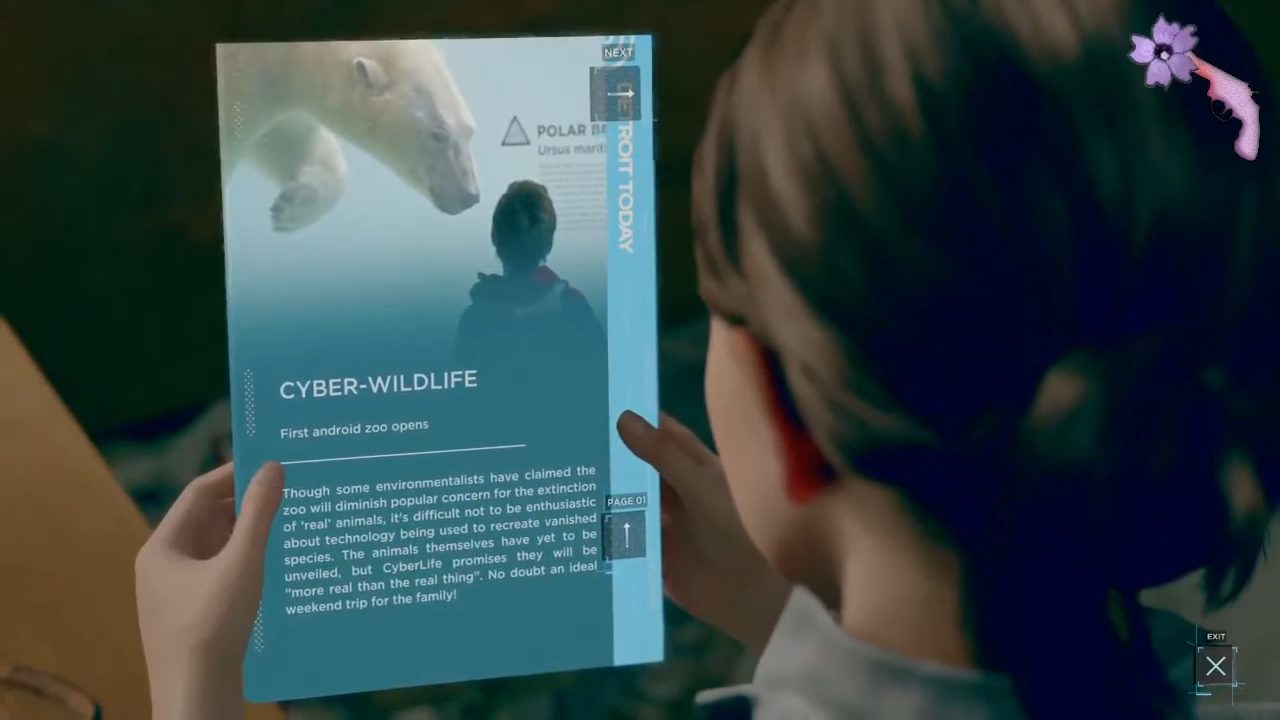 NEXT
POLAR
Ursus
TROIT TODAY
CYBER-WILDLIFE
First android zoo opens
Though some environmentalists have claimed the
zoo will diminish popular concern for the extinction
of 'real' animals, it's difficult not to be enthusiastic
about technology being used to recreate vanished
species. The animals themselves have yet to be
unveiled, but CyberLife promises they will be
"more real than the real thing". No doubt an ideal
weekend trip for the family!
PAGE 01
EXIT